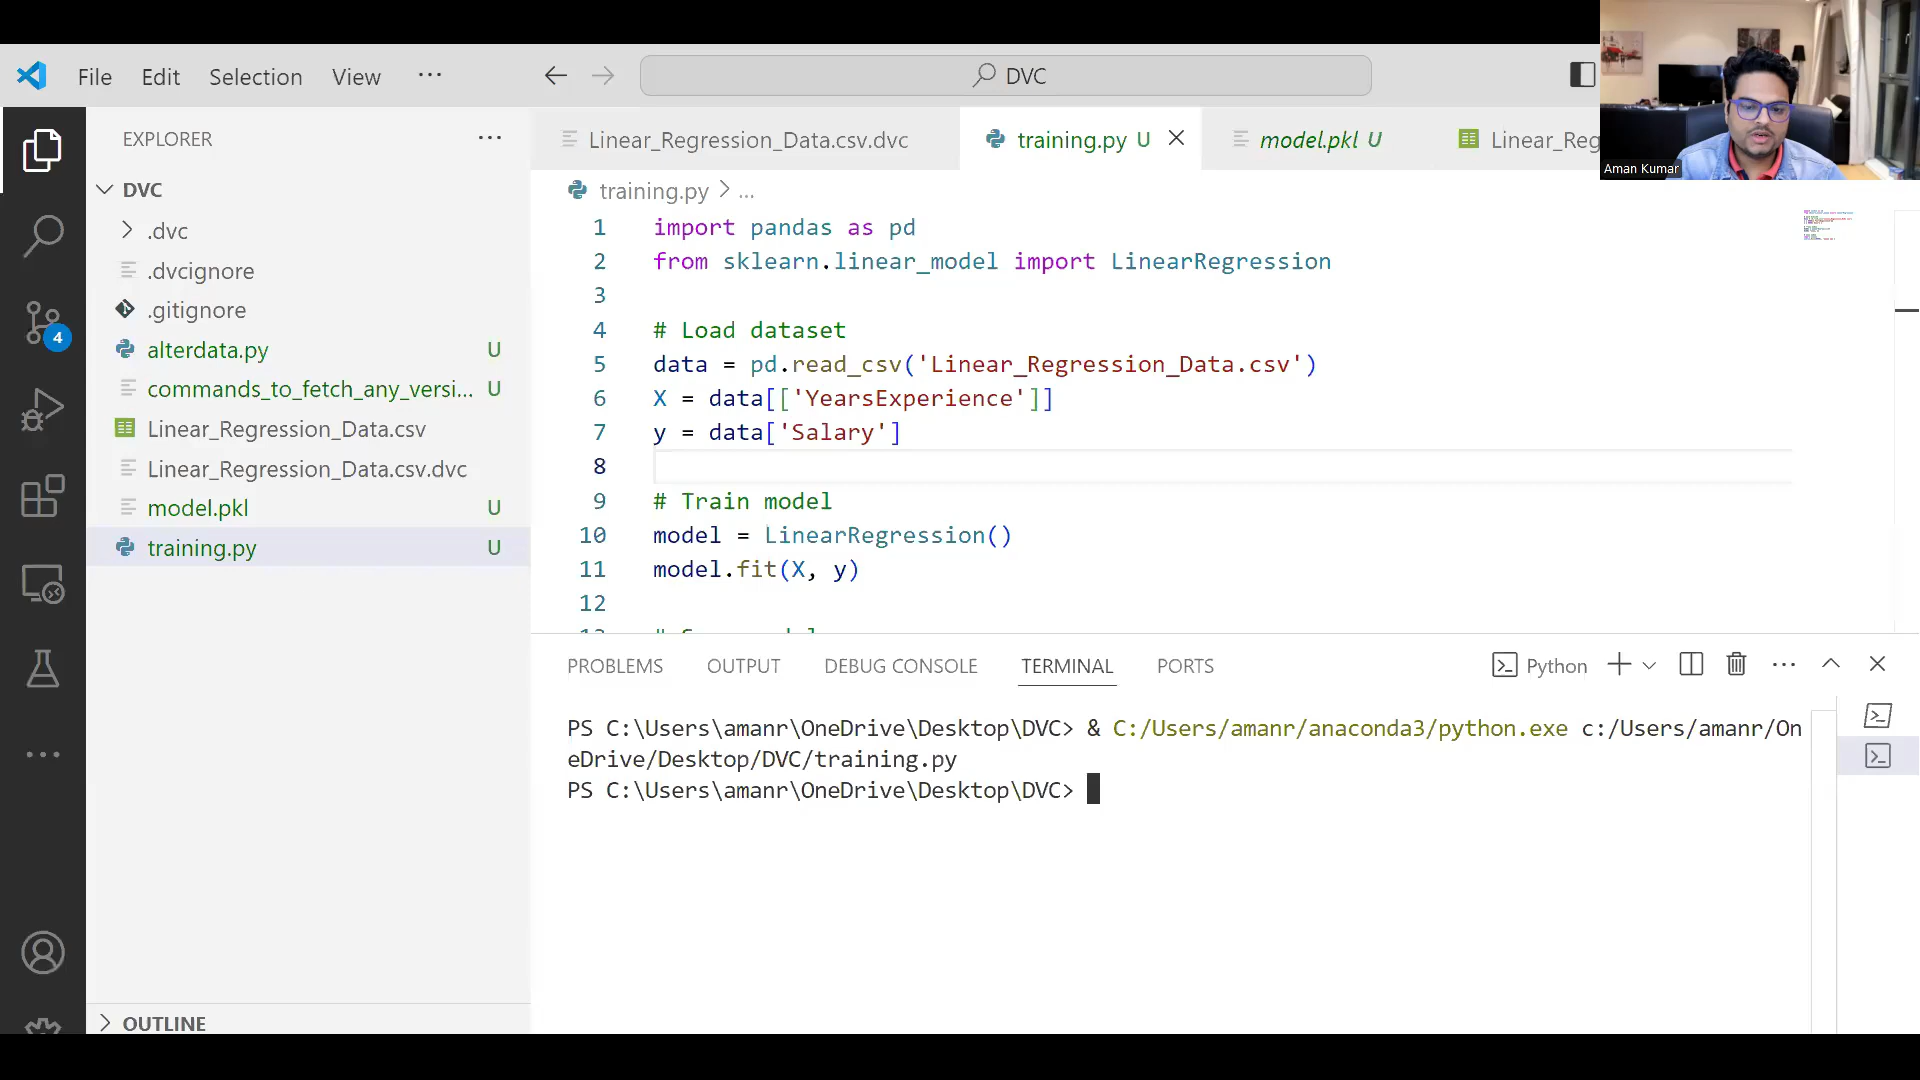 File Edit Selection View ...
DVC
Aman Kumar
EXPLORER
DVC
.dvc
.dvcignore
.gitignore
alterdata.py U
commands_to_fetch_any_versi... U
Linear_Regression_Data.csv
Linear_Regression_Data.csv.dvc
model.pkl U
training.py U
OUTLINE
4
Linear_Regression_Data.csv.dvc training.py U model.pkl U Linear_Reg
training.py > ...
1 import pandas as pd
2 from sklearn.linear_model import LinearRegression
3
4 # Load dataset
5 data = pd.read_csv('Linear_Regression_Data.csv')
6 X = data[['YearsExperience']]
7 y = data['Salary']
8
9 # Train model
10 model = LinearRegression()
11 model.fit(X, y)
12
PROBLEMS OUTPUT DEBUG CONSOLE TERMINAL PORTS Python
PS C:\Users\amanr\OneDrive\Desktop\DVC> & C:/Users/amanr/anaconda3/python.exe c:/Users/amanr/On
eDrive/Desktop/DVC/training.py
PS C:\Users\amanr\OneDrive\Desktop\DVC>